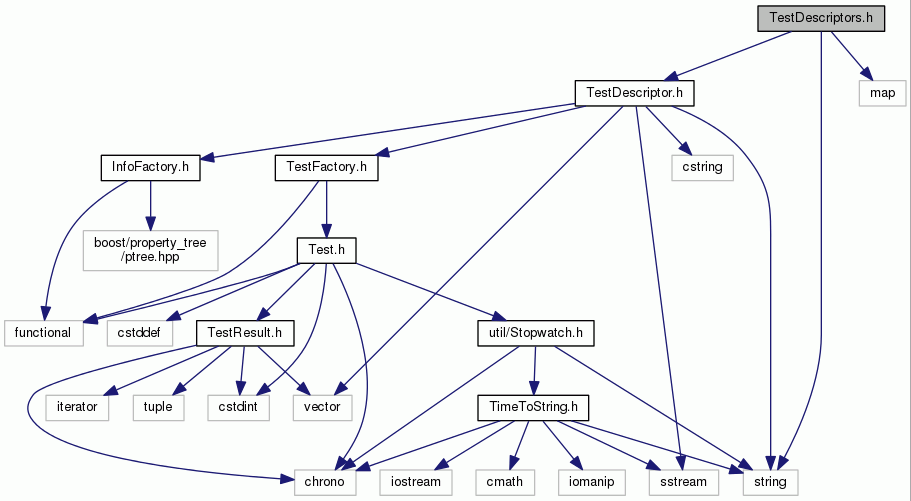 TestDescriptors.h
TestDescriptor.h
map
InfoFactory.h
TestFactory.h
cstring
boost/property_tree
/ptree.hpp
Test.h
functional
cstddef
TestResult.h
util/Stopwatch.h
iterator
tuple
cstdint
vector
TimeToString.h
chrono
iostream
cmath
iomanip
sstream
string